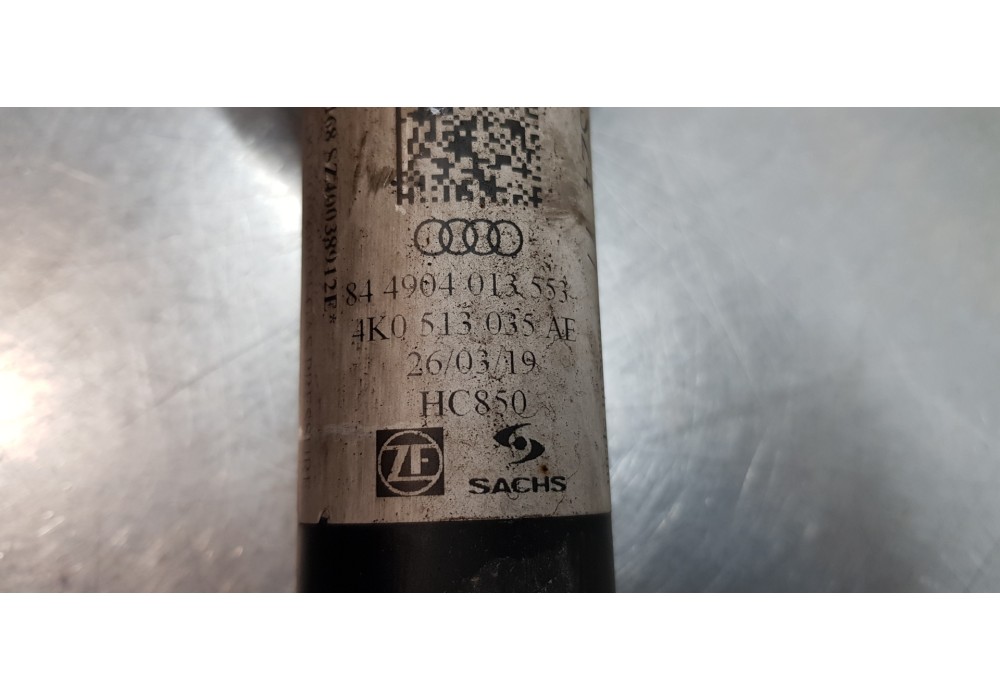 84 4904 013 553
4K0 513 035 AE
26/03/19
HC850
ZF
SACHS